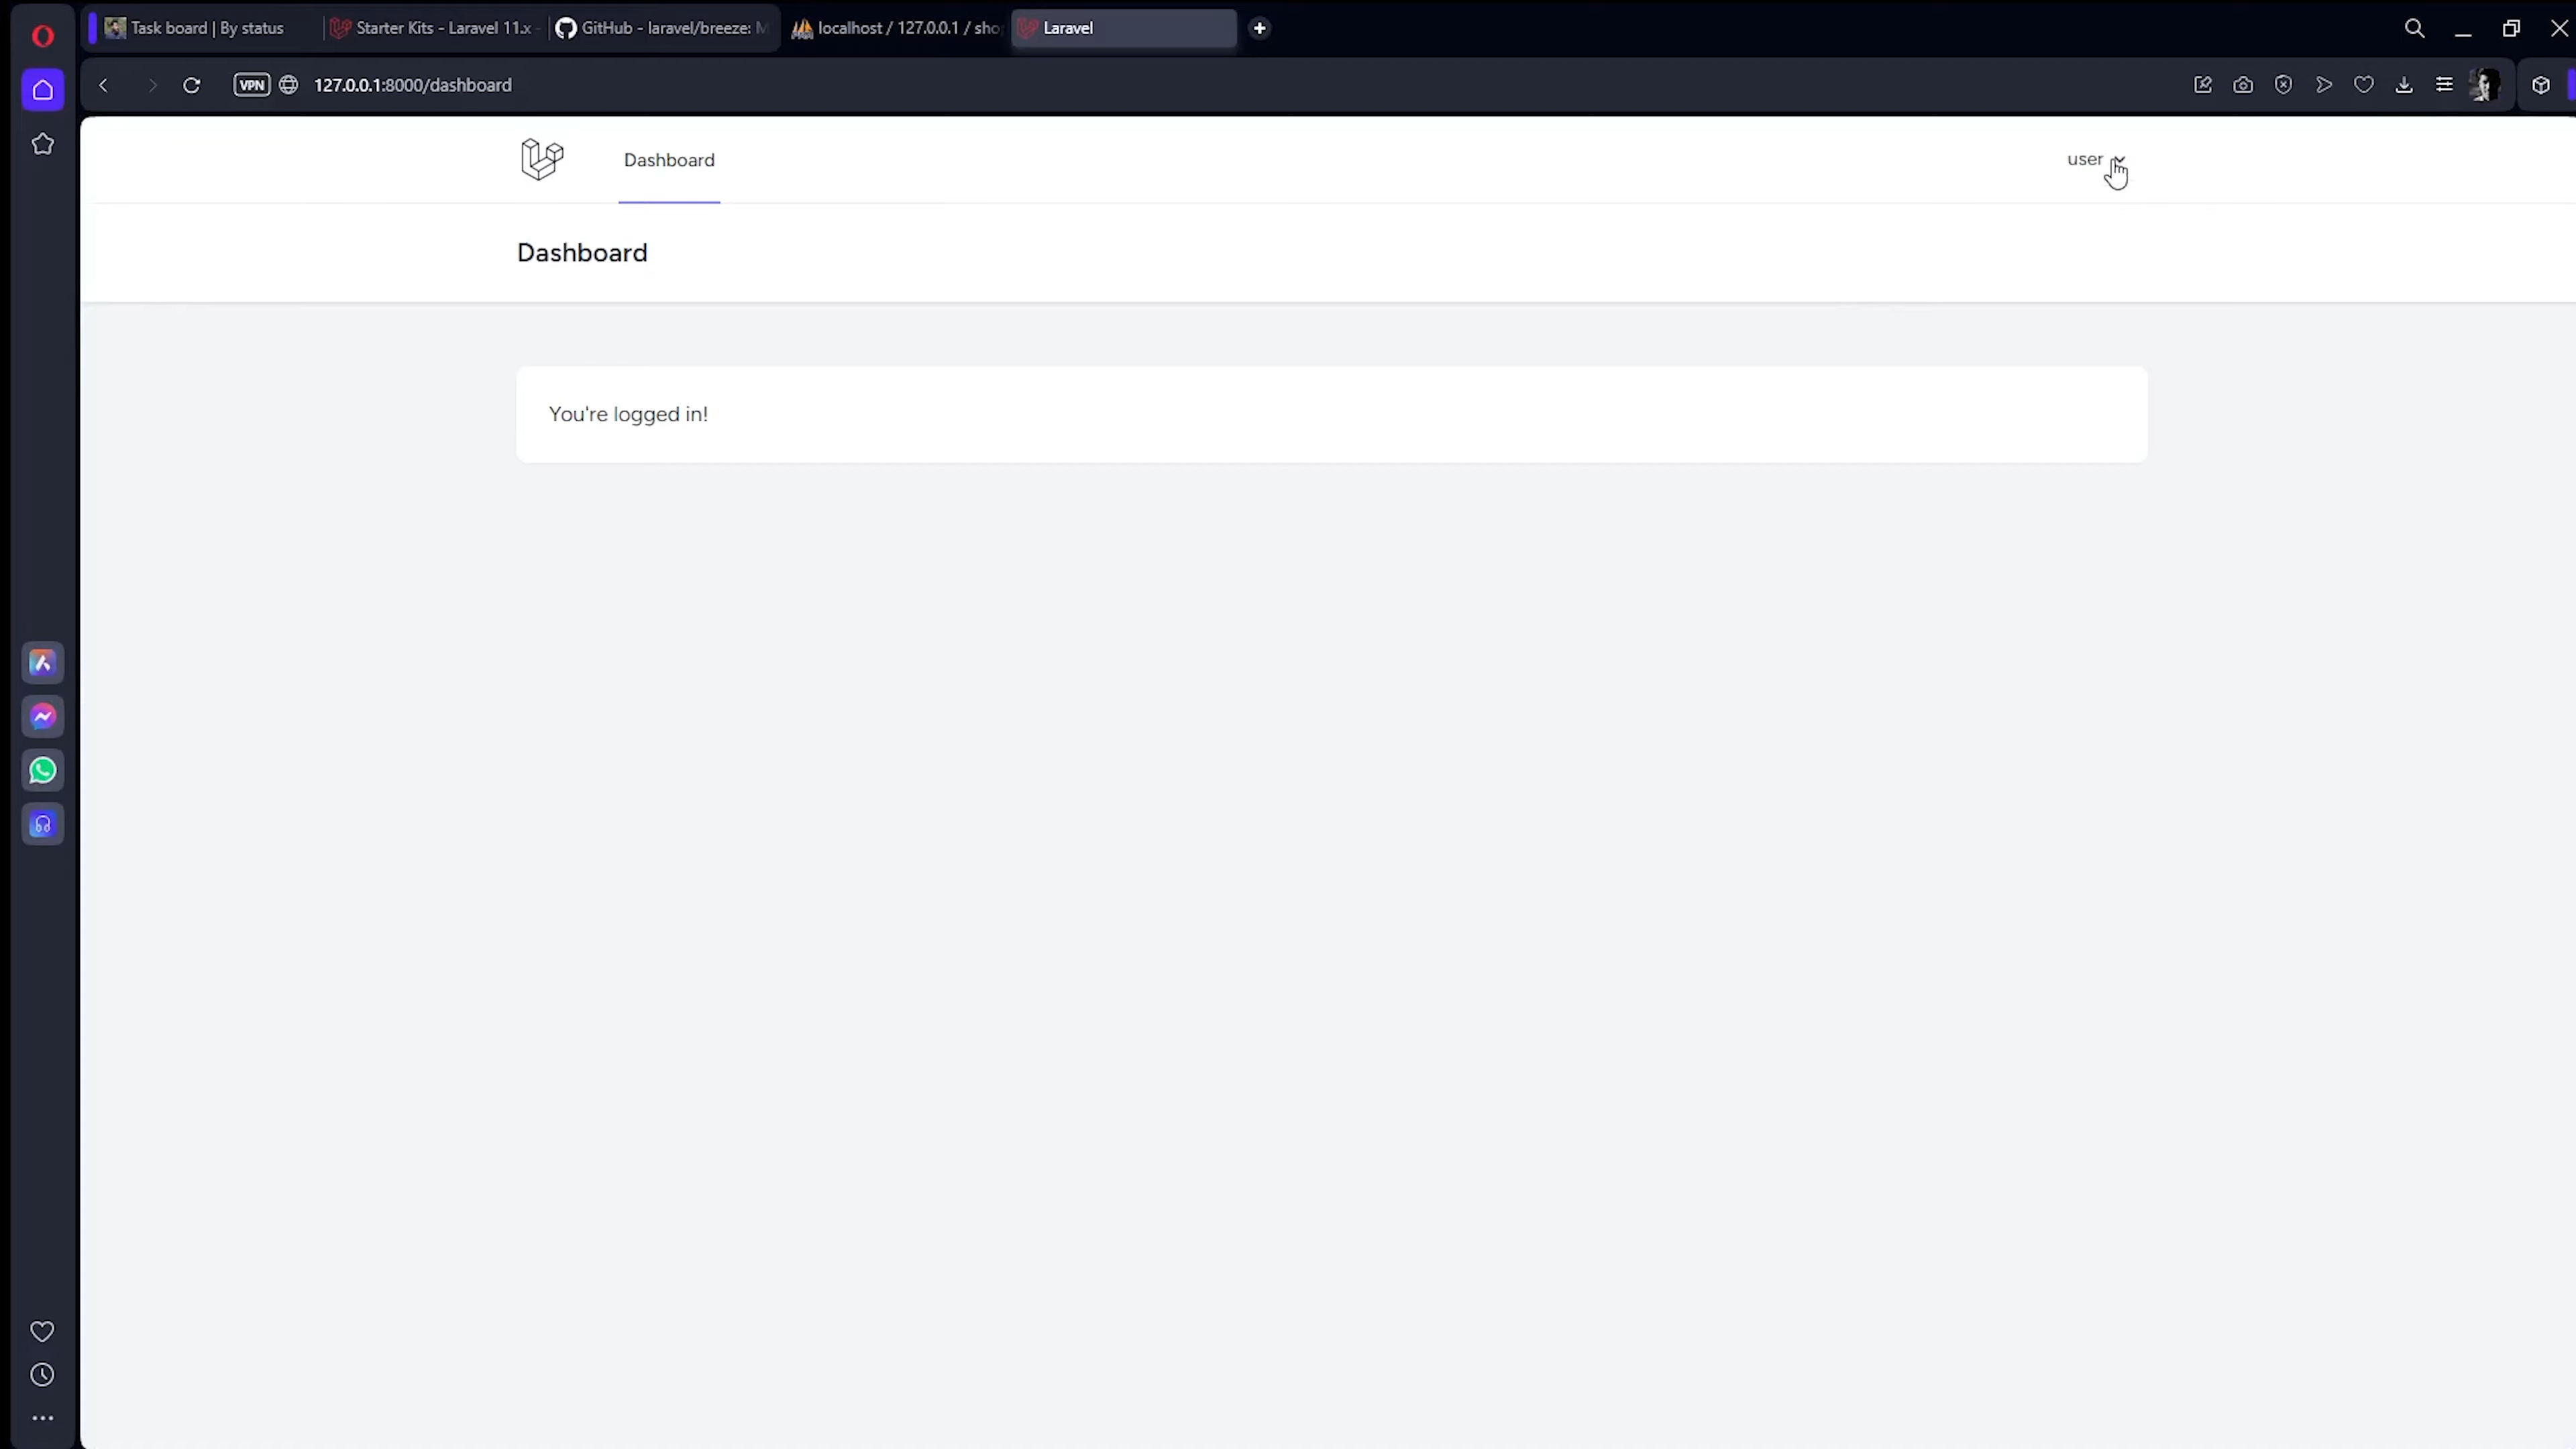 Task board | By status
Starter Kits - Laravel 11.x -
GitHub - laravel/breeze: M
localhost / 127.0.0.1 / sho
Laravel
VPN
127.0.0.1:8000/dashboard
Dashboard
user
Dashboard
You're logged in!